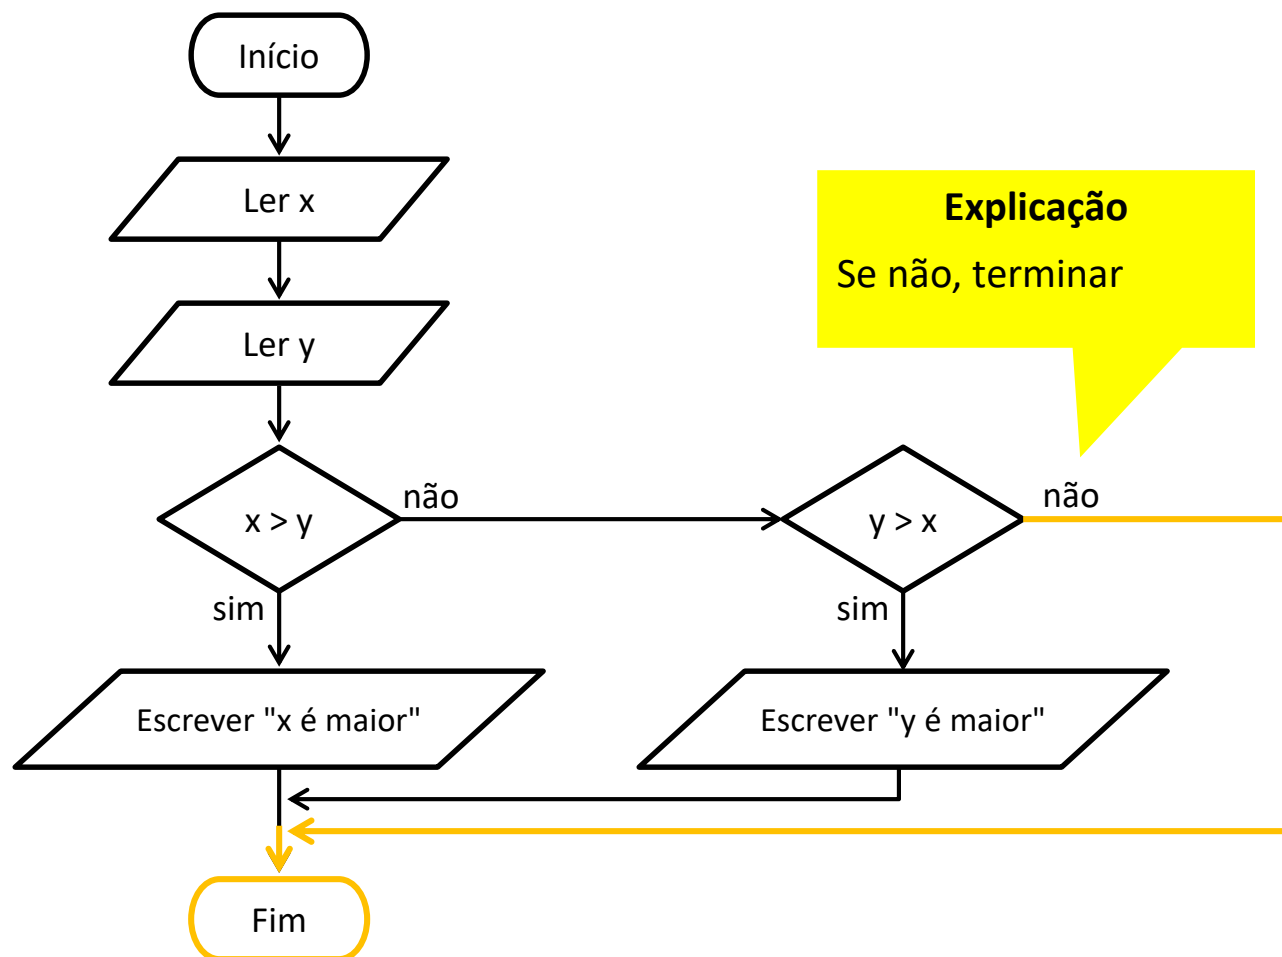 Início
Ler x
Explicação
Se não, terminar
Ler y
x > y
não
y > x
não
sim
sim
Escrever "x é maior"
Escrever "y é maior"
Fim